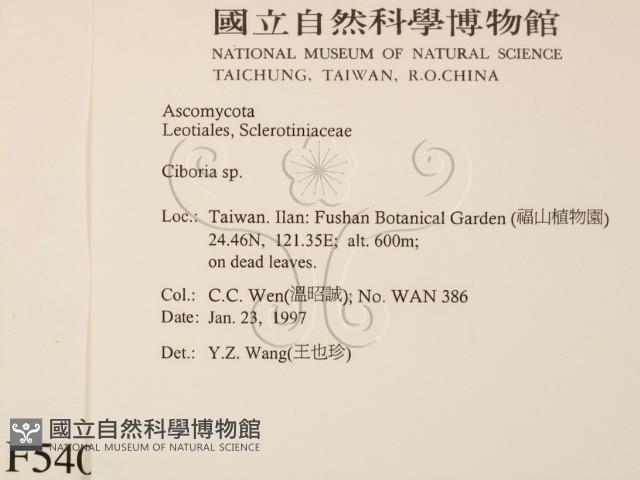 國立自然科學博物館
NATIONAL MUSEUM OF NATURAL SCIENCE
TAICHUNG, TAIWAN, R.O.CHINA
Ascomycota
Leotiales, Sclerotiniaceae
Ciboria sp.
Loc.: Taiwan. Ilan: Fushan Botanical Garden (福山植物園)
24.46N, 121.35E; alt. 600m;
on dead leaves.
Col.: C.C. Wen(溫昭誠); No. WAN 386
Date: Jan. 23, 1997
Det.: Y.Z. Wang(王也珍)
國立自然科學博物館
NATIONAL MUSEUM OF NATURAL SCIENCE
F540